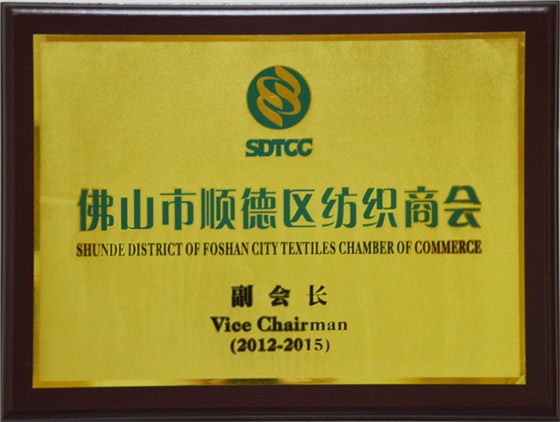 SDTCC
佛山市顺德区纺织商会
SHUNDE DISTRICT OF FOSHAN CITY TEXTILES CHAMBER OF COMMERCE
副会长
Vice Chairman
(2012-2015)